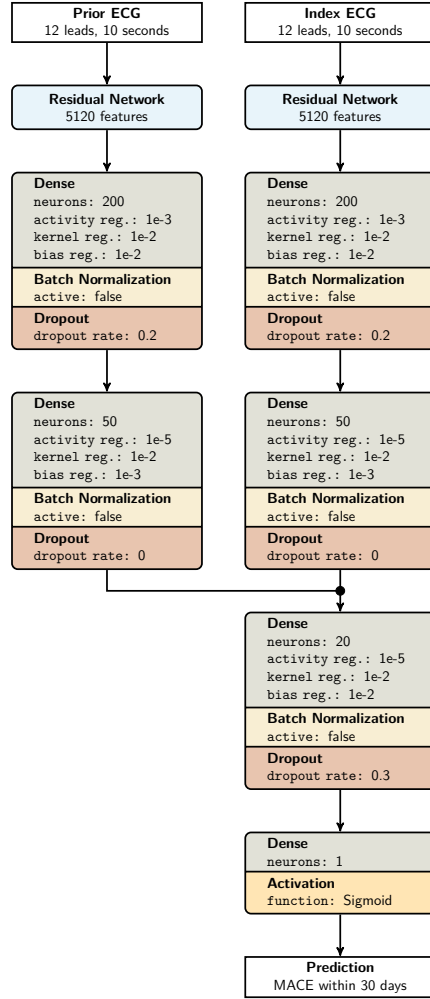 Prior ECG
12 leads, 10 seconds
Residual Network
5120 features
Dense
neurons: 200
activity reg.: 1e-3
kernel reg.: 1e-2
bias reg.: 1e-2
Batch Normalization
active: false
Dropout
dropout rate: 0.2
Dense
neurons: 50
activity reg.: 1e-5
kernel reg.: 1e-2
bias reg.: 1e-3
Batch Normalization
active: false
Dropout
dropout rate: 0
Index ECG
12 leads, 10 seconds
Residual Network
5120 features
Dense
neurons: 200
activity reg.: 1e-3
kernel reg.: 1e-2
bias reg.: 1e-2
Batch Normalization
active: false
Dropout
dropout rate: 0.2
Dense
neurons: 50
activity reg.: 1e-5
kernel reg.: 1e-2
bias reg.: 1e-3
Batch Normalization
active: false
Dropout
dropout rate: 0
Dense
neurons: 20
activity reg.: 1e-5
kernel reg.: 1e-2
bias reg.: 1e-2
Batch Normalization
active: false
Dropout
dropout rate: 0.3
Dense
neurons: 1
Activation
function: Sigmoid
Prediction
MACE within 30 days